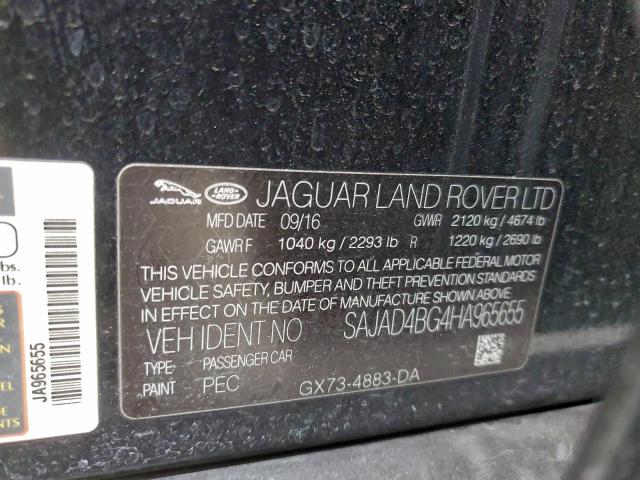 JAGUAR
LAND ROVER
JAGUAR LAND ROVER LTD
MFD DATE 09/16 GVWR 2120 kg / 4674 lb
GAWR F. 1040 kg / 2293 lb R 1220 kg / 2690 lb
THIS VEHICLE CONFORMS TO ALL APPLICABLE FEDERAL MOTOR
VEHICLE SAFETY, BUMPER AND THEFT PREVENTION STANDARDS
IN EFFECT ON THE DATE OF MANUFACTURE SHOWN ABOVE
VEH IDENT NO SAJAD4BG4HA965655
TYPE PASSENGER CAR
PAINT PEC
GX73-4883-DA
JA965655
lbs.
lb.